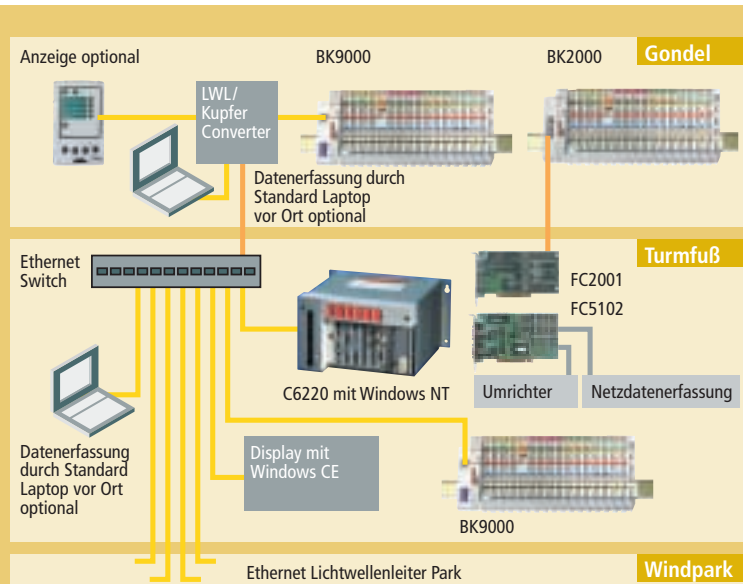 Anzeige optional
BK9000
BK2000
Gondel
LWL/
Kupfer
Converter
Datenerfassung durch
Standard Laptop
vor Ort optional
Ethernet
Switch
Turmfuß
FC2001
FC5102
C6220 mit Windows NT
Umrichter
Netzdatenerfassung
Datenerfassung
durch Standard
Laptop vor Ort
optional
Display mit
Windows CE
BK9000
Ethernet Lichtwellenleiter Park
Windpark